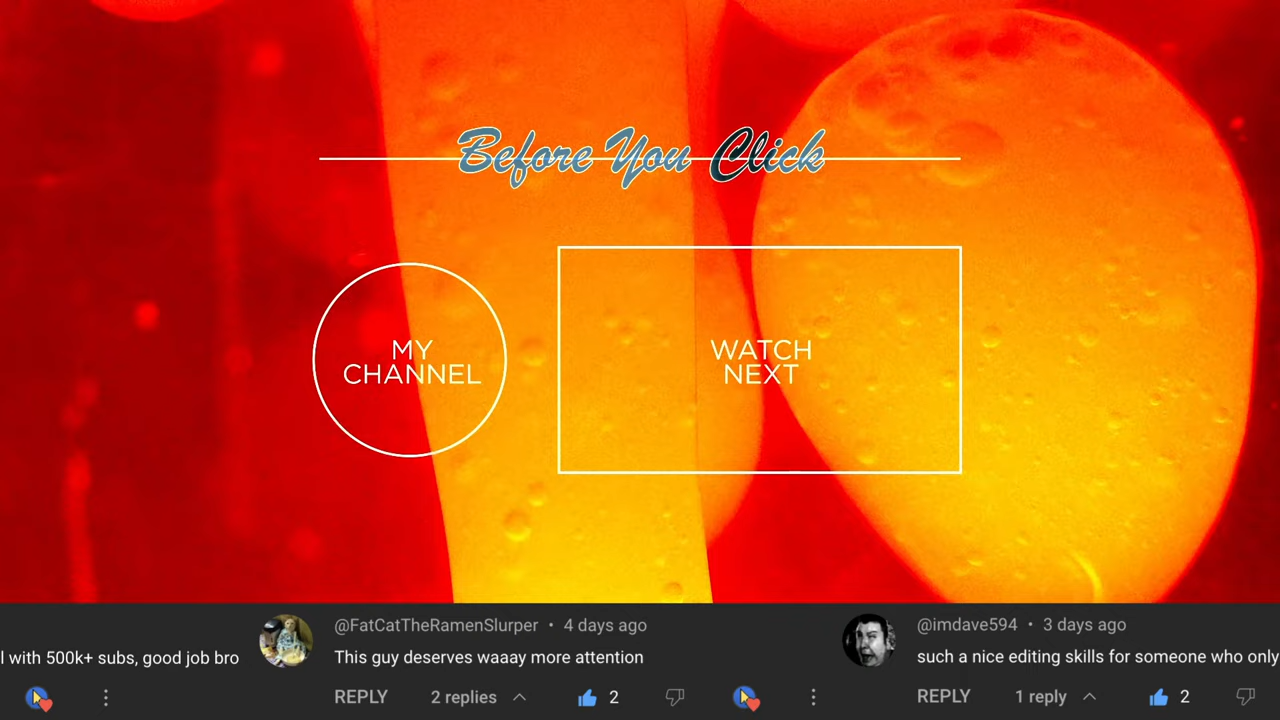 Before You Click
MY
CHANNEL
WATCH
NEXT
@FatCatTheRamenSlurper • 4 days ago
@imdave594 • 3 days ago
l with 500k+ subs, good job bro
This guy deserves waaay more attention
such a nice editing skills for someone who only
REPLY 2 replies 2
REPLY 1 reply 2